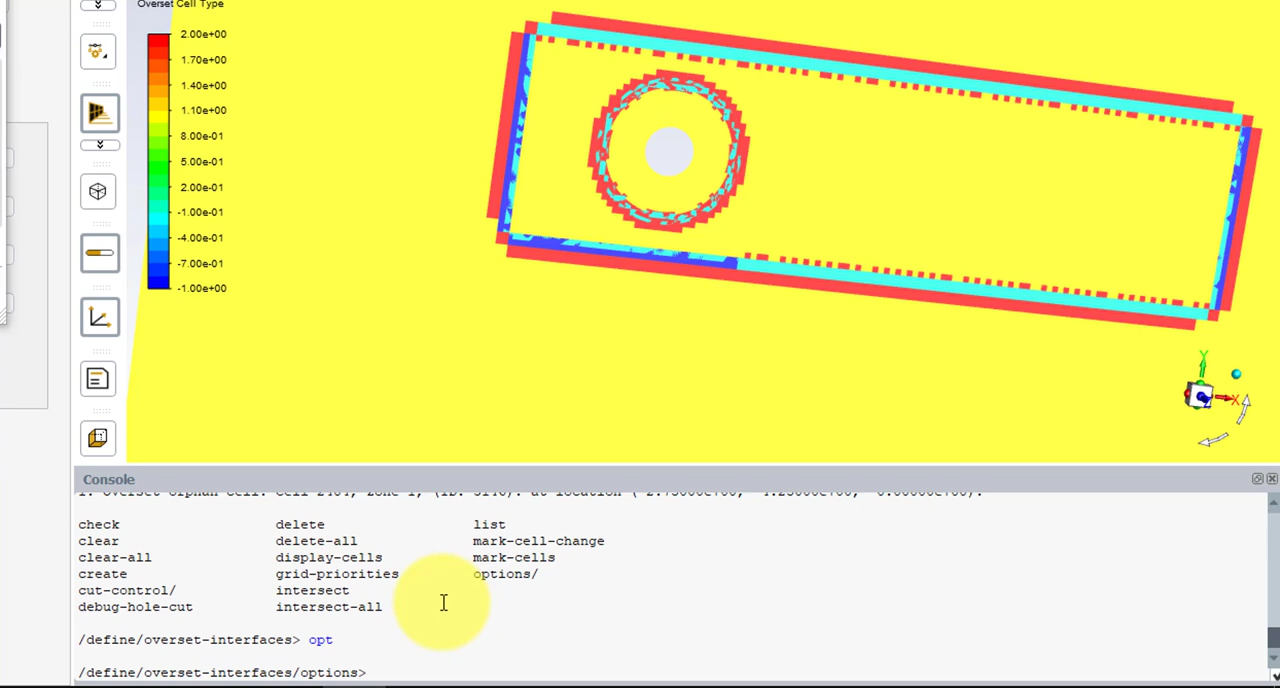 Overset Cell Type
2.00e+00
1.70e+00
1.40e+00
1.10e+00
8.00e-01
5.00e-01
2.00e-01
-1.00e-01
-4.00e-01
-7.00e-01
-1.00e+00
Y
X
Console
check delete list
clear delete-all mark-cell-change
clear-all display-cells mark-cells
create grid-priorities options/
cut-control/ intersect
debug-hole-cut intersect-all
/define/overset-interfaces> opt
/define/overset-interfaces/options>